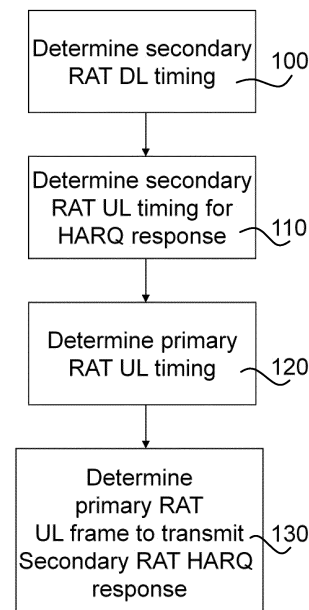 Determine secondary
RAT DL timing
100
Determine secondary
RAT UL timing for
HARQ response
110
Determine primary
RAT UL timing
120
Determine
primary RAT
UL frame to transmit
Secondary RAT HARQ
response
130